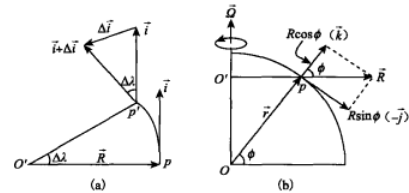 Δi⃗
i⃗
i⃗+Δi⃗
Δλ
p'
i⃗
O'
Δλ
R⃗
p
(a)
Ω⃗
Rcosϕ (k⃗)
O'
ϕ
R⃗
p
r⃗
Rsinϕ (-j⃗)
O
ϕ
(b)